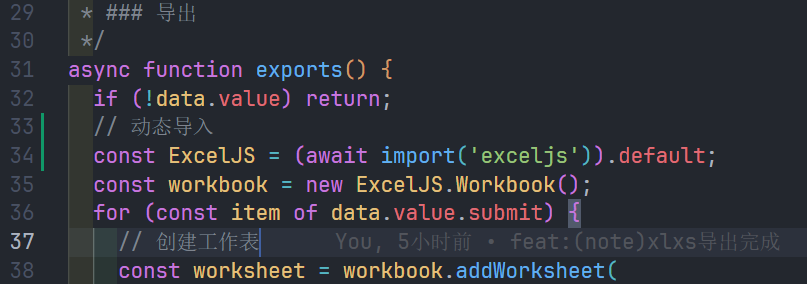 29  * ### 导出
30  */
31 async function exports() {
32   if (!data.value) return;
33   // 动态导入
34   const ExcelJS = (await import('exceljs')).default;
35   const workbook = new ExcelJS.Workbook();
36   for (const item of data.value.submit) {
37     // 创建工作表 You, 5小时前 • feat:(note)xlxs导出完成
38     const worksheet = workbook.addWorksheet(